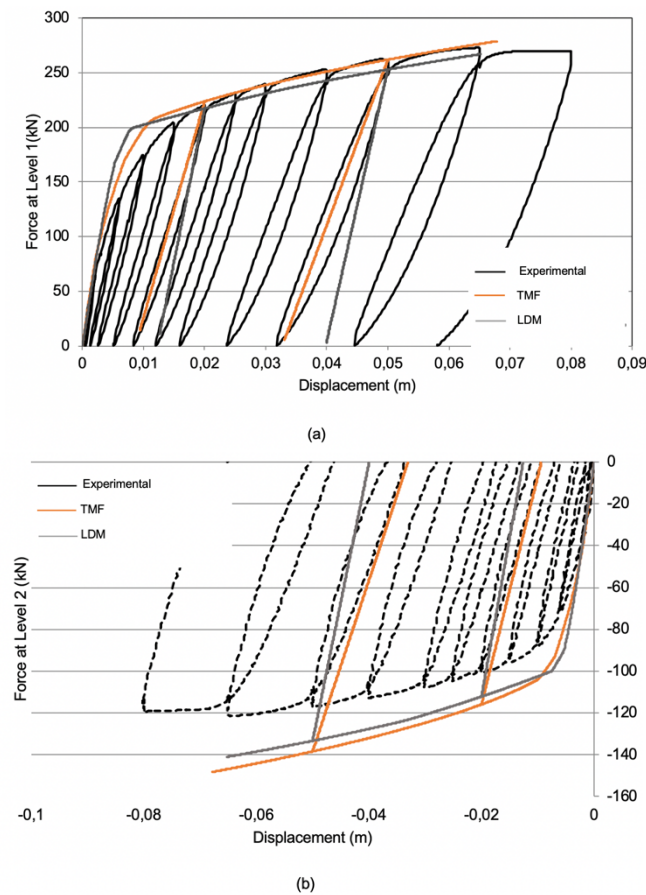 300
250
200
150
100
50
0
Force at Level 1(kN)
Experimental
TMF
LDM
0 0,01 0,02 0,03 0,04 0,05 0,06 0,07 0,08 0,09
Displacement (m)
(a)
Experimental
TMF
LDM
0
-20
-40
-60
-80
-100
-120
-140
-160
Force at Level 2 (kN)
-0,1 -0,08 -0,06 -0,04 -0,02 0
Displacement (m)
(b)